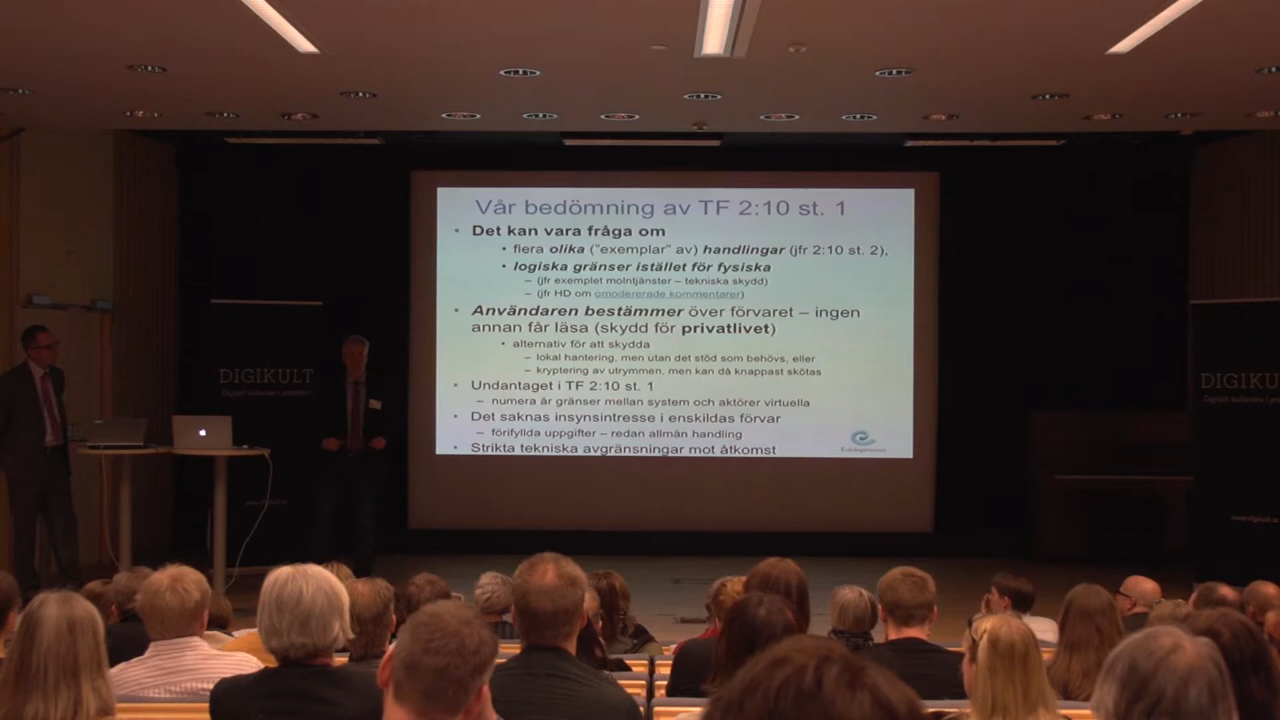 Vår bedömning av TF 2:10 st. 1
• Det kan vara fråga om
• flera olika ("exemplar" av) handlingar (jfr 2:10 st. 2),
• logiska gränser istället för fysiska
– (jfr exemplet molntjänster – tekniska skydd)
– (jfr HD om omodererade kommentarer)
• Användaren bestämmer över förvaret – ingen
annan får läsa (skydd för privatlivet)
• alternativ för att skydda
– lokal hantering, men utan det stöd som behövs, eller
– kryptering av utrymmen, men kan då knappast skötas
• Undantaget i TF 2:10 st. 1
– numera är gränser mellan system och aktörer virtuella
• Det saknas insynsintresse i enskildas förvar
– förifyllda uppgifter – redan allmän handling
• Strikta tekniska avgränsningar mot åtkomst
E-delegationen
DIGIKULT
DIGIKU